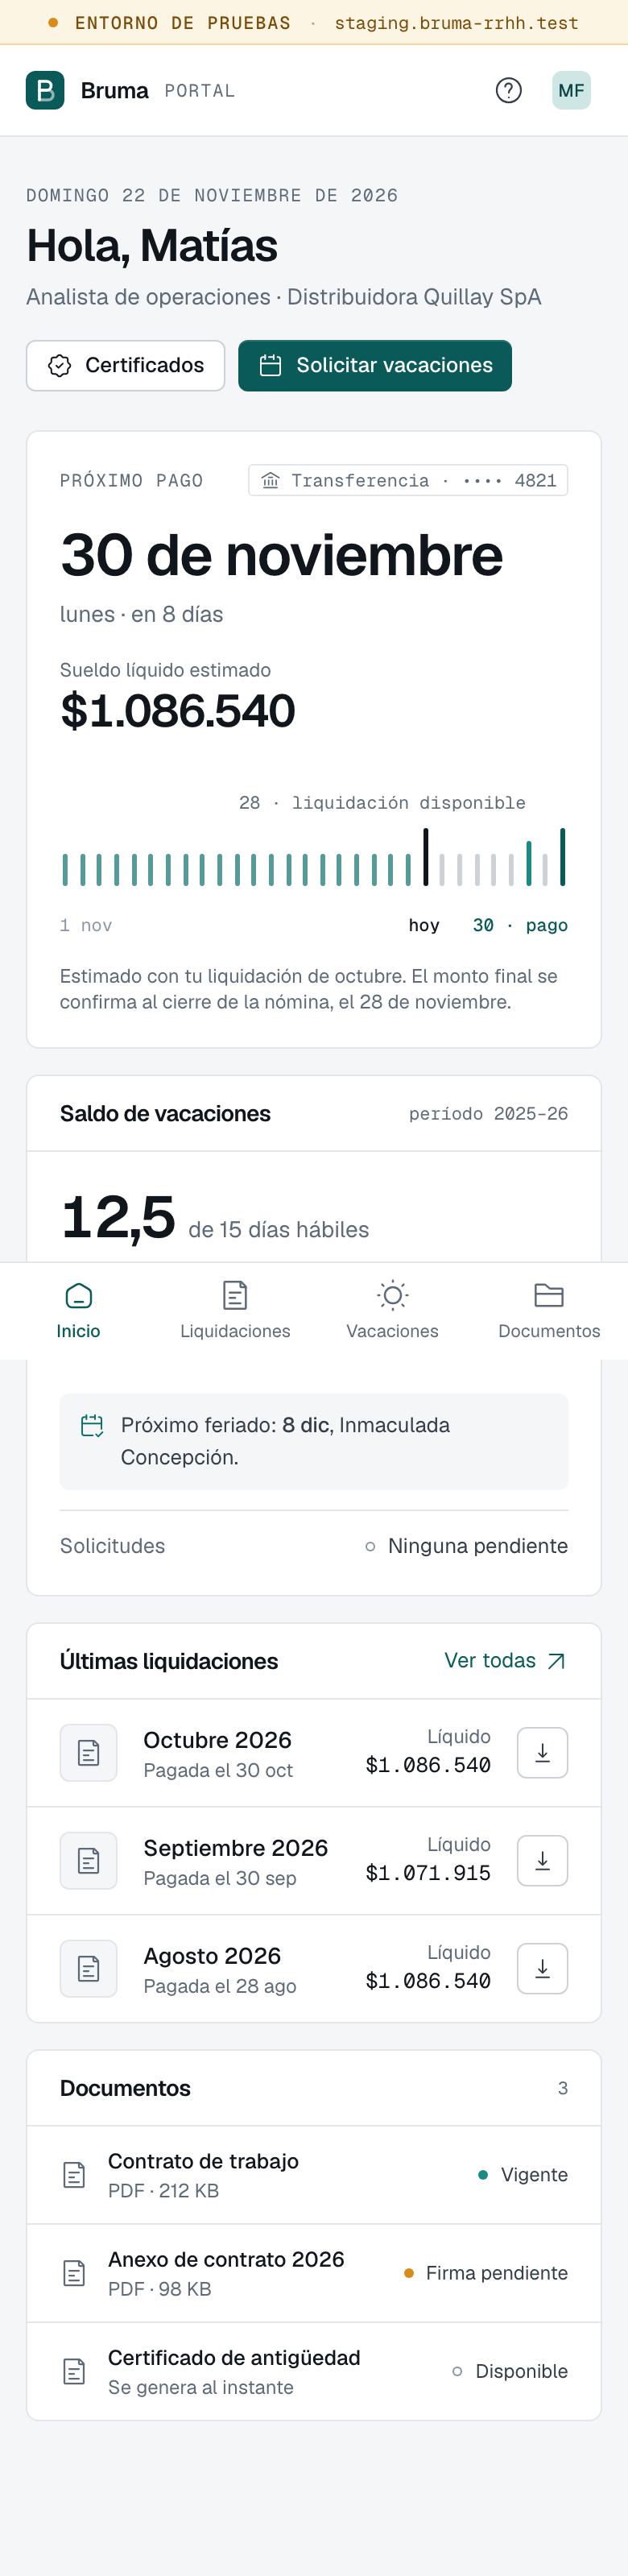 ENTORNO DE PRUEBAS · staging.bruma-rrhh.test
B Bruma PORTAL MF
DOMINGO 22 DE NOVIEMBRE DE 2026
Hola, Matías
Analista de operaciones · Distribuidora Quillay SpA
Certificados Solicitar vacaciones
PRÓXIMO PAGO Transferencia · •••• 4821
30 de noviembre
lunes · en 8 días
Sueldo líquido estimado
$1.086.540
28 · liquidación disponible
1 nov hoy 30 · pago
Estimado con tu liquidación de octubre. El monto final se
confirma al cierre de la nómina, el 28 de noviembre.
Saldo de vacaciones período 2025-26
12,5 de 15 días hábiles
Inicio Liquidaciones Vacaciones Documentos
Próximo feriado: 8 dic, Inmaculada
Concepción.
Solicitudes Ninguna pendiente
Últimas liquidaciones Ver todas
Octubre 2026 Líquido
Pagada el 30 oct $1.086.540
Septiembre 2026 Líquido
Pagada el 30 sep $1.071.915
Agosto 2026 Líquido
Pagada el 28 ago $1.086.540
Documentos 3
Contrato de trabajo Vigente
PDF · 212 KB
Anexo de contrato 2026 Firma pendiente
PDF · 98 KB
Certificado de antigüedad Disponible
Se genera al instante